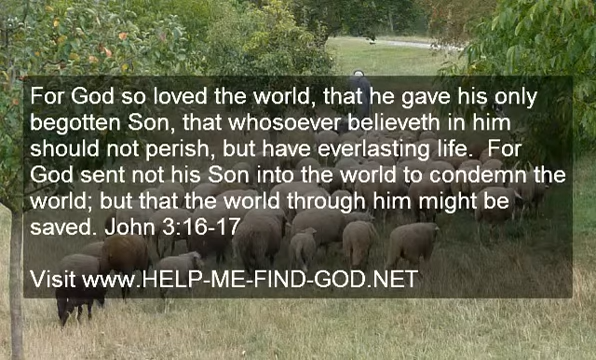 For God so loved the world, that he gave his only
begotten Son, that whosoever believeth in him
should not perish, but have everlasting life.  For
God sent not his Son into the world to condemn the
world; but that the world through him might be
saved. John 3:16-17
Visit www.HELP-ME-FIND-GOD.NET